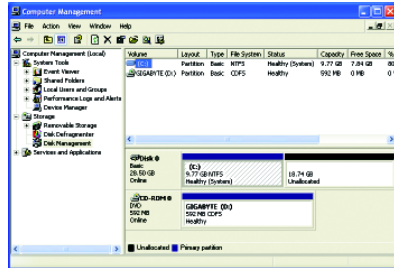 Computer Management
File Action View Window Help
Computer Management (Local)
System Tools
Event Viewer
Shared Folders
Local Users and Groups
Performance Logs and Alerts
Device Manager
Storage
Removable Storage
Disk Defragmenter
Disk Management
Services and Applications
Volume Layout Type File System Status Capacity Free Space %
(C:) Partition Basic NTFS Healthy (System) 9.77 GB 7.84 GB 80
GIGABYTE (D:) Partition Basic CDFS Healthy 592 MB 0 MB 0
Disk 0
Basic
28.50 GB
Online
(C:)
9.77 GB NTFS
Healthy (System)
18.74 GB
Unallocated
CD-ROM 0
DVD
592 MB
Online
GIGABYTE (D:)
592 MB CDFS
Healthy
Unallocated Primary partition